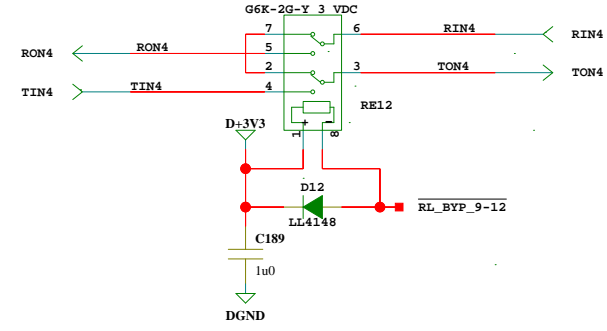 G6K-2G-Y 3 VDC
7
6
RIN4
RIN4
RON4
RON4
5
2
3
TON4
TON4
TIN4
TIN4
4
RE12
D+3V3
+
-
1
8
D12
LL4148
RL_BYP_9-12
C189
1u0
DGND